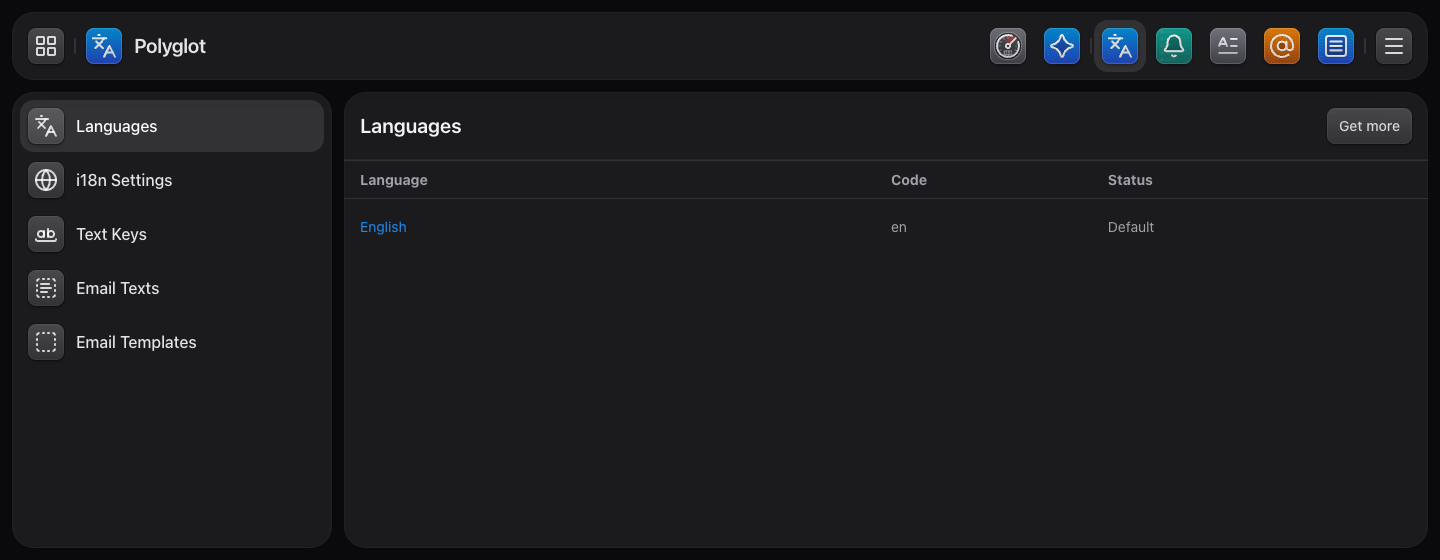 Polyglot
Languages
i18n Settings
Text Keys
Email Texts
Email Templates
Languages
Get more
Language Code Status
English en Default